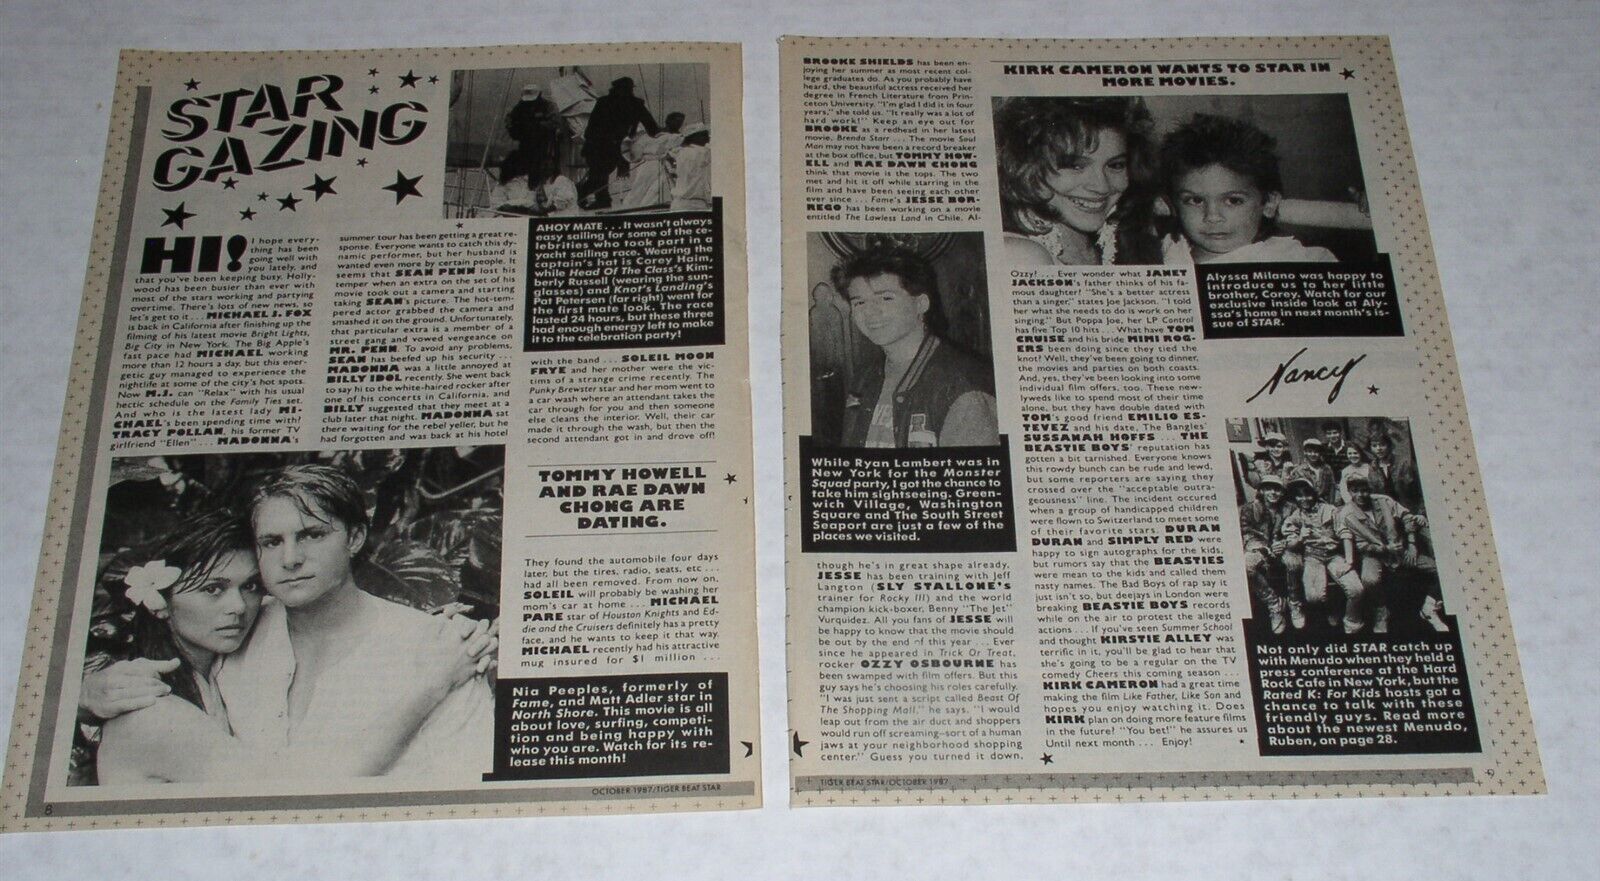 STAR
GAZING
HI! I hope every-
thing has been
going well with
you lately, and
that you've been keeping busy. Holly-
wood has been busier than ever with
most of the stars working and partying
overtime. There's lots of new news, so
let's get to it... MICHAEL J. FOX
is back in California after finishing up the
filming of his latest movie Bright Lights,
Big City in New York. The Big Apple's
fast pace had MICHAEL working
more than 12 hours a day, but this ener-
getic guy managed to experience the
nightlife at some of the city's hot spots.
Now M.J. can "Relax" with his usual
hectic schedule on the Family Ties set.
And who is the latest lady MI-
CHAEL's been spending time with?
TRACY POLLAN, his former TV
girlfriend "Ellen"... MADONNA's
summer tour has been getting a great re-
sponse. Everyone wants to catch this dy-
namic performer, but her husband is
wanted even more by certain people. It
seems that SEAN PENN lost his
temper when an extra on the set of his
movie took out a camera and starting
taking SEAN's picture. The hot-tem-
pered actor grabbed the camera and
smashed it on the ground. Unfortunately,
that particular extra is a member of a
street gang and vowed vengeance on
MR. PENN. To avoid any problems,
SEAN has beefed up his security...
MADONNA was a little annoyed at
BILLY IDOL recently. She went back
to say hi to the white-haired rocker after
one of his concerts in California, and
BILLY suggested that they meet at a
club later that night. MADONNA sat
there waiting for the rebel yeller, but he
had forgotten and was back at his hotel
AHOY MATE...It wasn't always
easy sailing for some of the ce-
lebrities who took part in a
yacht sailing race. Wearing the
captain's hat is Corey Haim,
while Head Of The Class's Kim-
berly Russell (wearing the sun-
glasses) and Knot's Landing's
Pat Petersen (far right) went for
the first mate look. The race
lasted 24 hours, but these three
had enough energy left to make
it to the celebration party!
with the band... SOLEIL MOON
FRYE and her mother were the vic-
tims of a strange crime recently. The
Punky Brewster star and her mom went to
a car wash where an attendant takes the
car through for you and then someone
else cleans the interior. Well, their car
made it through the wash, but then the
second attendant got in and drove off!
TOMMY HOWELL
AND RAE DAWN
CHONG ARE
DATING.
They found the automobile four days
later, but the tires, radio, seats, etc...
had all been removed. From now on,
SOLEIL will probably be washing her
mom's car at home... MICHAEL
PARE star of Houston Knights and Ed-
die and the Cruisers definitely has a pretty
face, and he wants to keep it that way.
MICHAEL recently had his attractive
mug insured for $1 million...
Nia Peeples, formerly of
Fame, and Matt Adler star in
North Shore. This movie is all
about love, surfing, competi-
tion and being happy with
who you are. Watch for its re-
lease this month!
8
OCTOBER 1987/TIGER BEAT STAR
BROOKE SHIELDS has been en-
joying her summer as most recent col-
lege graduates do. As you probably have
heard, the beautiful actress received her
degree in French Literature from Prin-
ceton University. "I'm glad I did it in four
years," she told us. "It really was a lot of
hard work!" Keep an eye out for
BROOKE as a redhead in her latest
movie, Brenda Starr... The movie Soul
Man may not have been a record breaker
at the box office, but TOMMY HOW-
ELL and RAE DAWN CHONG
think that movie is the tops. The two
met and hit it off while starring in the
film and have been seeing each other
ever since... Fame's JESSE BOR-
REGO has been working on a movie
entitled The Lawless Land in Chile. Al-
While Ryan Lambert was in
New York for the Monster
Squad party, I got the chance to
take him sightseeing. Green-
wich Village, Washington
Square and The South Street
Seaport are just a few of the
places we visited.
though he's in great shape already,
JESSE has been training with Jeff
Langton (SLY STALLONE's
trainer for Rocky III) and the world
champion kick-boxer, Benny "The Jet"
Vurquidez. All you fans of JESSE will
be happy to know that the movie should
be out by the end of this year... Ever
since he appeared in Trick Or Treat,
rocker OZZY OSBOURNE has
been swamped with film offers. But this
guy says he's choosing his roles carefully.
"I was just sent a script called Beast Of
The Shopping Mall," he says. "I would
leap out from the air duct and shoppers
would run off screaming—sort of a human
jaws at your neighborhood shopping
center." Guess you turned it down,
KIRK CAMERON WANTS TO STAR IN
MORE MOVIES.
Ozzy!... Ever wonder what JANET
JACKSON's father thinks of his fa-
mous daughter? "She's a better actress
than a singer," states Joe Jackson. "I told
her what she needs to do is work on her
singing." But Poppa Joe, her LP Control
has five Top 10 hits... What have TOM
CRUISE and his bride MIMI ROG-
ERS been doing since they tied the
knot? Well, they've been going to dinner,
the movies and parties on both coasts.
And, yes, they've been looking into some
individual film offers, too. These new-
lyweds like to spend most of their time
alone, but they have double dated with
TOM's good friend EMILIO ES-
TEVEZ and his date, The Bangles'
SUSSANAH HOFFS... THE
BEASTIE BOYS' reputation has
gotten a bit tarnished. Everyone knows
this rowdy bunch can be rude and lewd,
but some reporters are saying they
crossed over the "acceptable outra-
geousness" line. The incident occured
when a group of handicapped children
were flown to Switzerland to meet some
of their favorite stars. DURAN
DURAN and SIMPLY RED were
happy to sign autographs for the kids,
but rumors say that the BEASTIES
were mean to the kids and called them
nasty names. The Bad Boys of rap say it
just isn't so, but deejays in London were
breaking BEASTIE BOYS records
while on the air to protest the alleged
actions... If you've seen Summer School
and thought KIRSTIE ALLEY was
terrific in it, you'll be glad to hear that
she's going to be a regular on the TV
comedy Cheers this coming season...
KIRK CAMERON had a great time
making the film Like Father, Like Son and
hopes you enjoy watching it. Does
KIRK plan on doing more feature films
in the future? "You bet!" he assures us
Until next month... Enjoy!
Alyssa Milano was happy to
introduce us to her little
brother, Corey. Watch for our
exclusive inside look at Aly-
ssa's home in next month's is-
sue of STAR.
Nancy
Not only did STAR catch up
with Menudo when they held a
press conference at the Hard
Rock Cafe in New York, but the
Rated K: For Kids hosts got a
chance to talk with these
friendly guys. Read more
about the newest Menudo,
Ruben, on page 28.
TIGER BEAT STAR/OCTOBER 1987
9